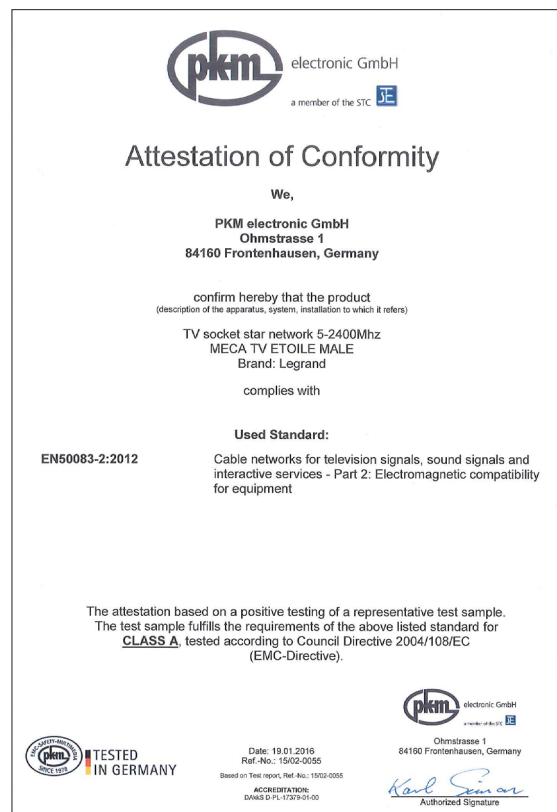 pkm electronic GmbH
a member of the STC
Attestation of Conformity
We,
PKM electronic GmbH
Ohmstrasse 1
84160 Frontenhausen, Germany
confirm hereby that the product
(description of the apparatus, system, installation to which it refers)
TV socket star network 5-2400Mhz
MECA TV ETOILE MALE
Brand: Legrand
complies with
Used Standard:
EN50083-2:2012 Cable networks for television signals, sound signals and
interactive services - Part 2: Electromagnetic compatibility
for equipment
The attestation based on a positive testing of a representative test sample.
The test sample fulfills the requirements of the above listed standard for
CLASS A, tested according to Council Directive 2004/108/EC
(EMC-Directive).
EMC-SAFETY-MULTIMEDIA
pkm
SINCE 1978
TESTED
IN GERMANY
Date: 19.01.2016
Ref.-No.: 15/02-0055
Based on Test report, Ref.-No.: 15/02-0055
ACCREDITATION:
DAkkS D-PL-17379-01-00
pkm electronic GmbH
a member of the STC
Ohmstrasse 1
84160 Frontenhausen, Germany
Authorized Signature